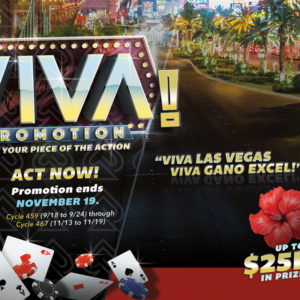 VIVA!
PROMOTION
YOUR PIECE OF THE ACTION
ACT NOW!
Promotion ends
NOVEMBER 19.
Cycle 459 (9/18 to 9/24) through
Cycle 467 (11/13 to 11/19)
“VIVA LAS VEGAS
VIVA GANO EXCEL!”
UP TO
$25
IN PRIZ